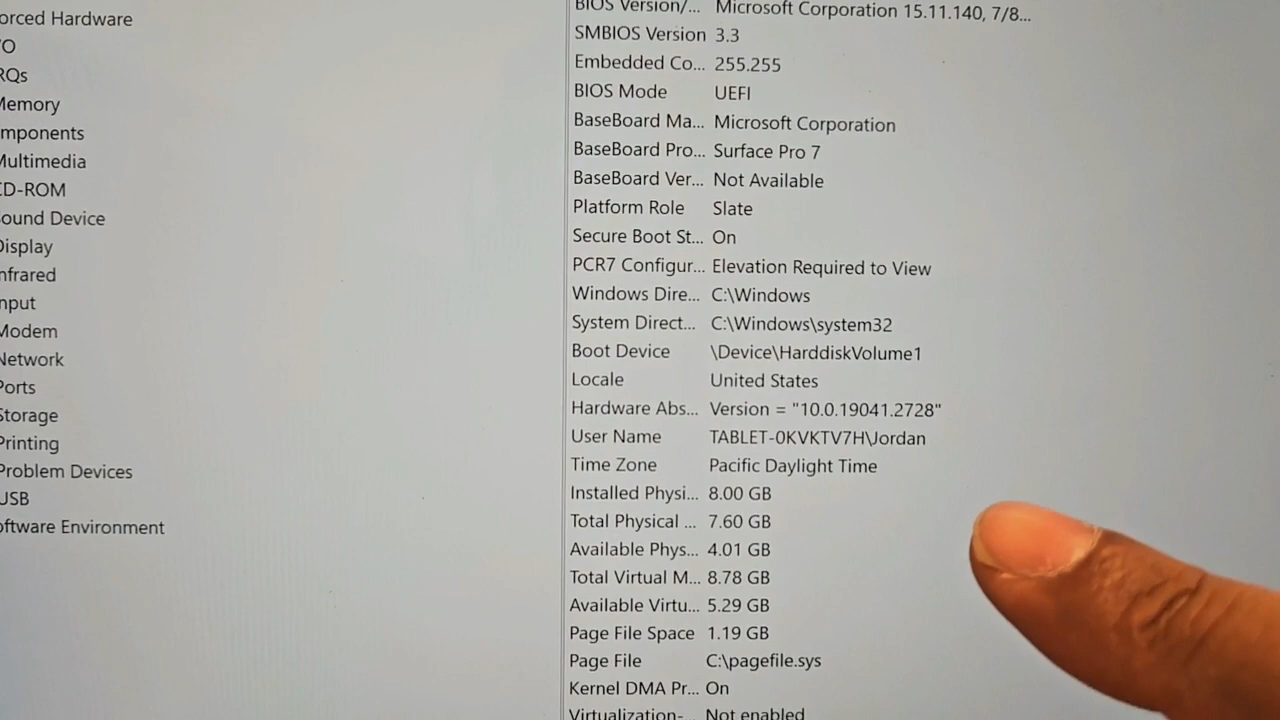 orced Hardware
/O
RQs
Memory
mponents
Multimedia
CD-ROM
ound Device
Display
nfrared
nput
Modem
Network
Ports
Storage
Printing
Problem Devices
USB
oftware Environment
BIOS Version/... Microsoft Corporation 15.11.140, 7/8...
SMBIOS Version 3.3
Embedded Co... 255.255
BIOS Mode UEFI
BaseBoard Ma... Microsoft Corporation
BaseBoard Pro... Surface Pro 7
BaseBoard Ver... Not Available
Platform Role Slate
Secure Boot St... On
PCR7 Configur... Elevation Required to View
Windows Dire... C:\Windows
System Direct... C:\Windows\system32
Boot Device \Device\HarddiskVolume1
Locale United States
Hardware Abs... Version = "10.0.19041.2728"
User Name TABLET-0KVKTV7H\Jordan
Time Zone Pacific Daylight Time
Installed Physi... 8.00 GB
Total Physical ... 7.60 GB
Available Phys... 4.01 GB
Total Virtual M... 8.78 GB
Available Virtu... 5.29 GB
Page File Space 1.19 GB
Page File C:\pagefile.sys
Kernel DMA Pr... On
Virtualization-... Not enabled